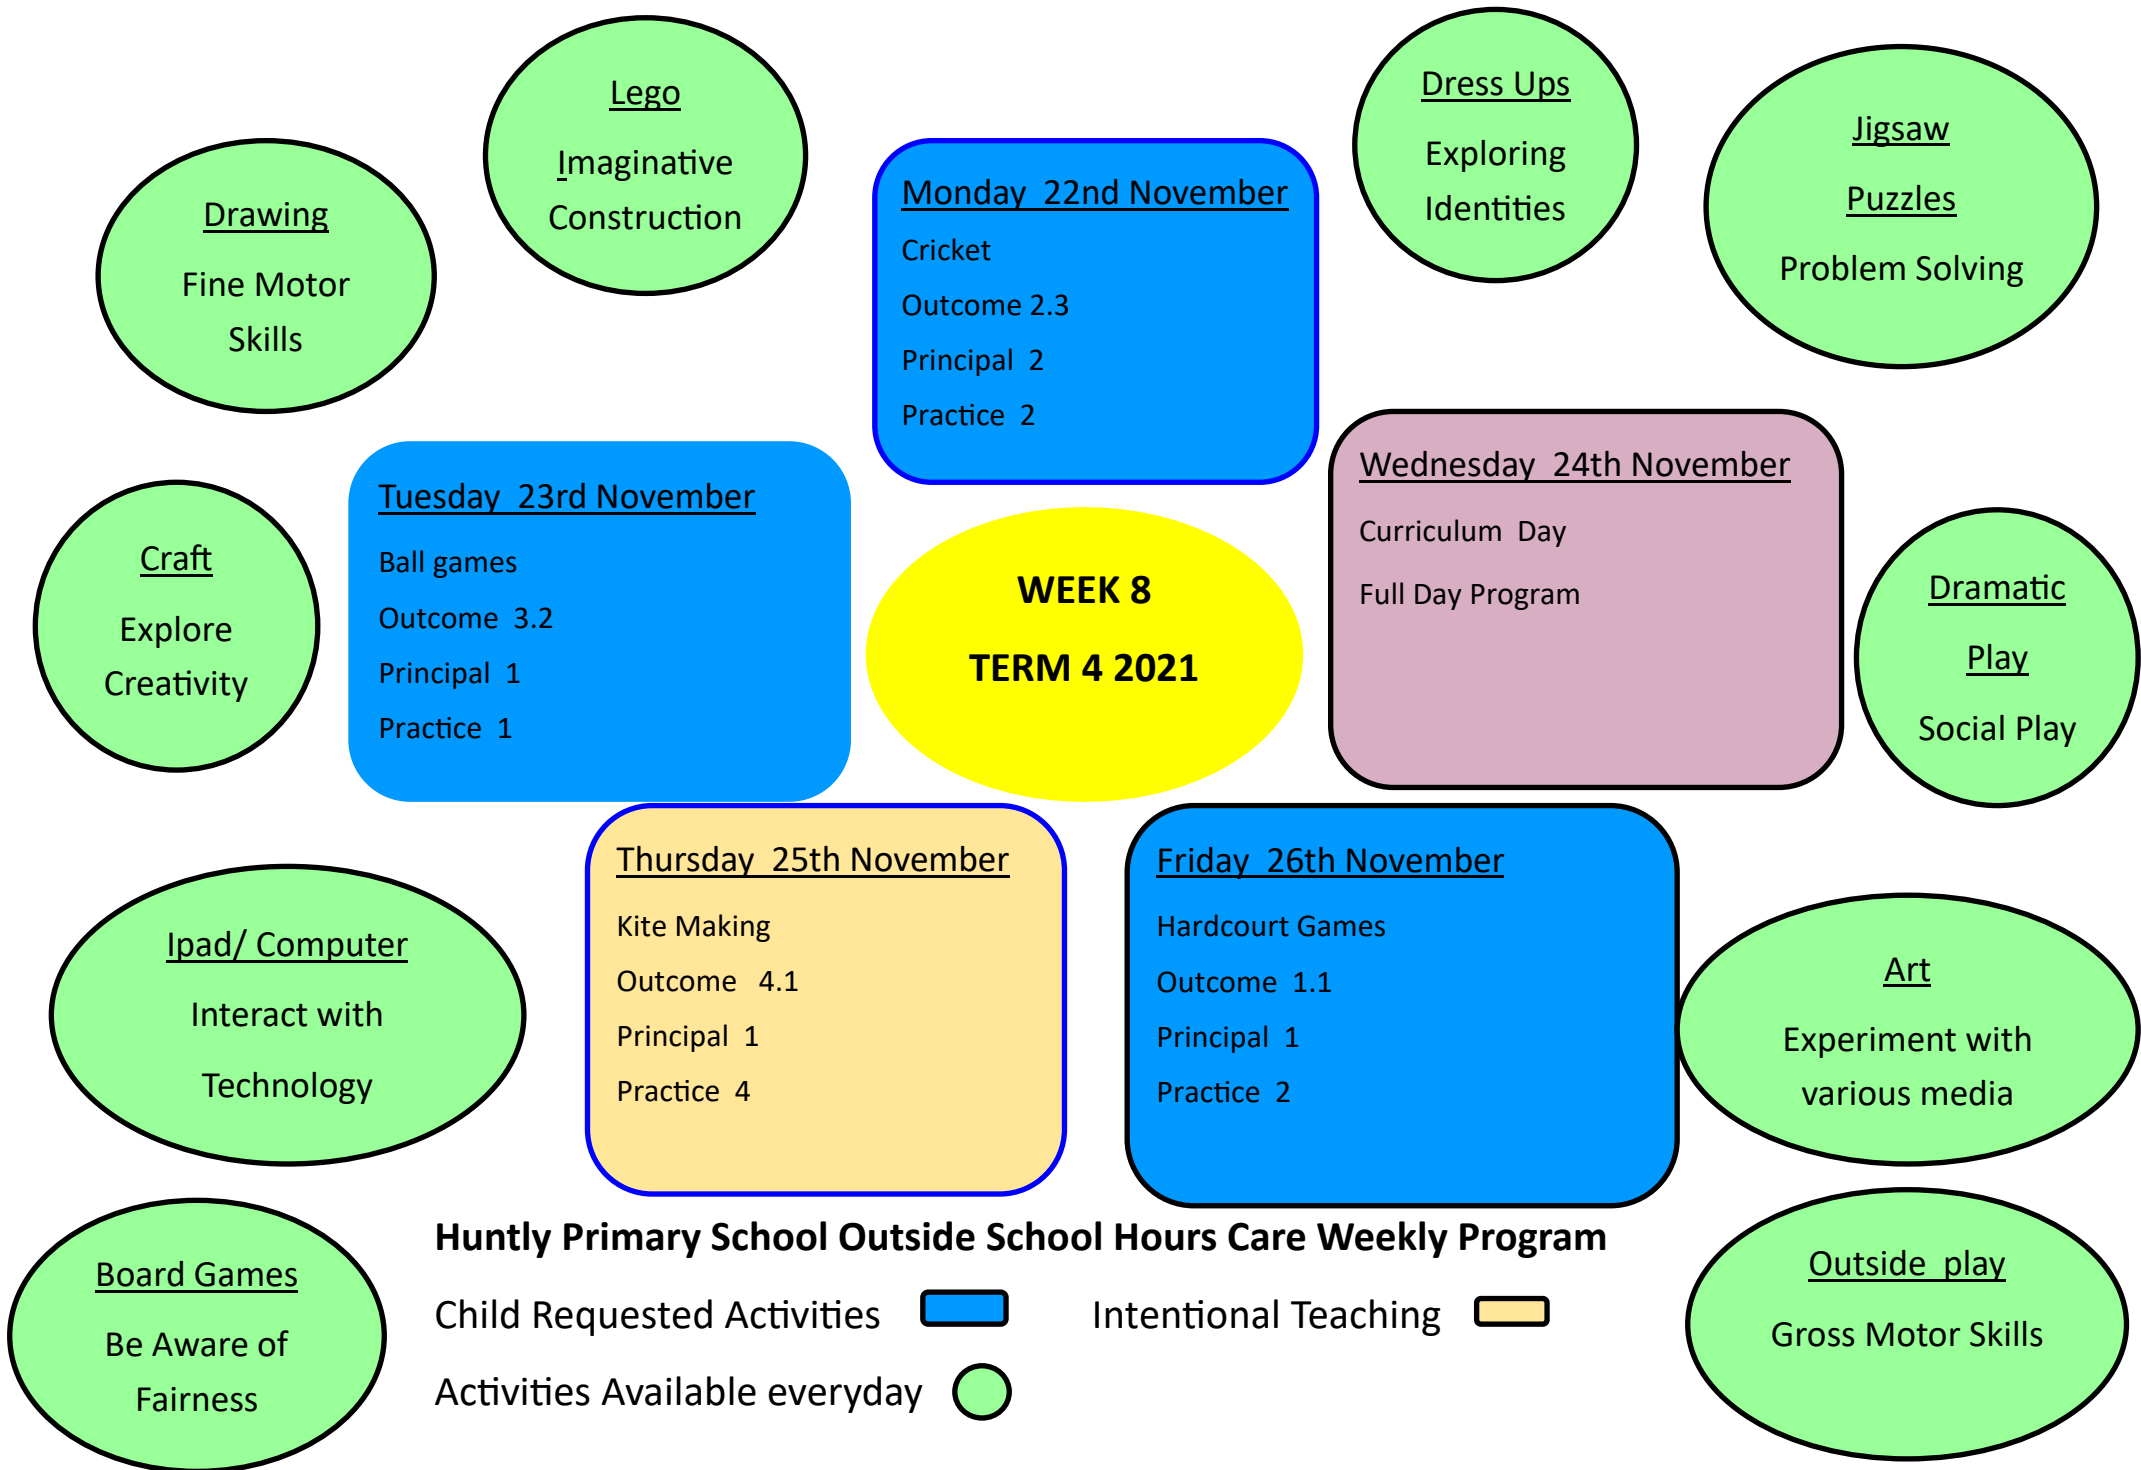 Lego
Imaginative
Construction
Dress Ups
Exploring
Identities
Jigsaw
Puzzles
Problem Solving
Drawing
Fine Motor
Skills
Monday  22nd November
Cricket
Outcome 2.3
Principal  2
Practice  2
Tuesday  23rd November
Ball games
Outcome  3.2
Principal  1
Practice  1
WEEK 8
TERM 4 2021
Wednesday  24th November
Curriculum  Day
Full Day Program
Craft
Explore
Creativity
Dramatic
Play
Social Play
Thursday  25th November
Kite Making
Outcome   4.1
Principal  1
Practice  4
Friday  26th November
Hardcourt Games
Outcome  1.1
Principal  1
Practice  2
Ipad/ Computer
Interact with
Technology
Art
Experiment with
various media
Board Games
Be Aware of
Fairness
Huntly Primary School Outside School Hours Care Weekly Program
Child Requested Activities
Intentional Teaching
Activities Available everyday
Outside  play
Gross Motor Skills